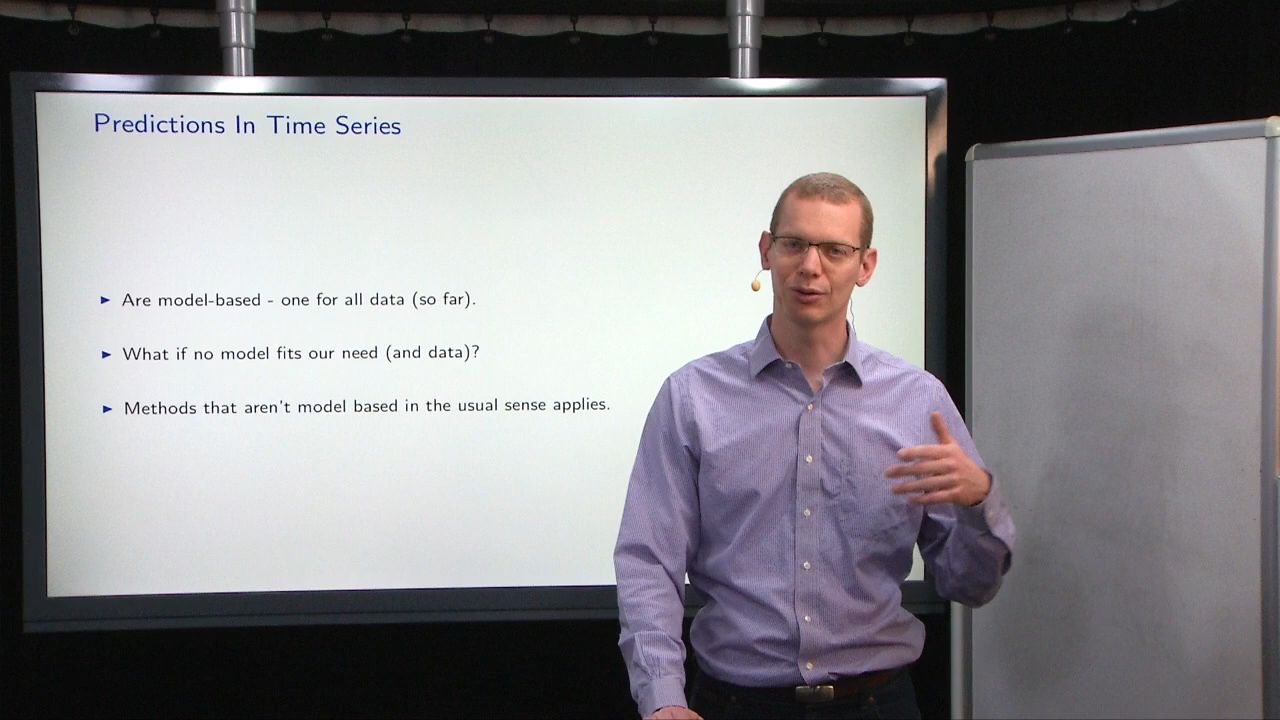 Predictions In Time Series
Are model-based - one for all data (so far).
What if no model fits our need (and data)?
Methods that aren't model based in the usual sense applies.